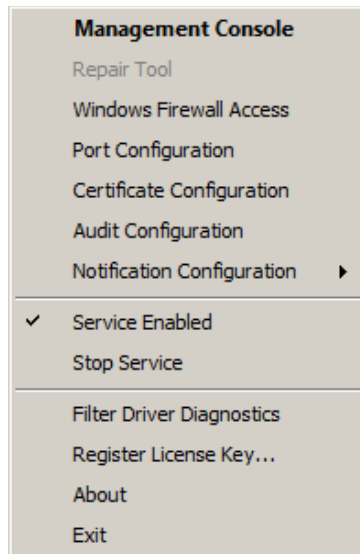 Management Console
Repair Tool
Windows Firewall Access
Port Configuration
Certificate Configuration
Audit Configuration
Notification Configuration
Service Enabled
Stop Service
Filter Driver Diagnostics
Register License Key...
About
Exit